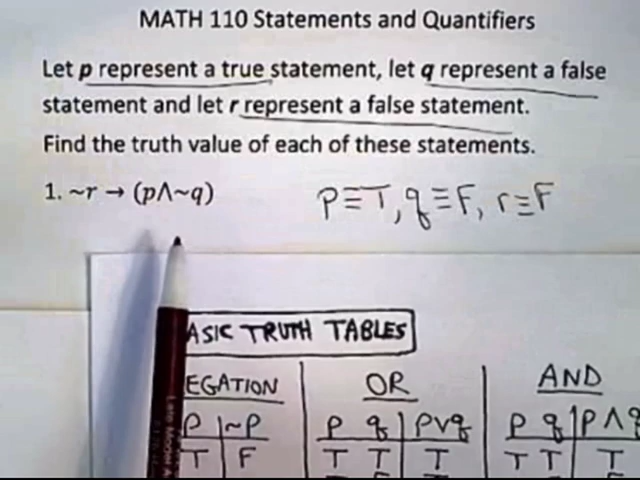 MATH 110 Statements and Quantifiers
Let p represent a true statement, let q represent a false
statement and let r represent a false statement.
Find the truth value of each of these statements.
1. ~r → (p∧~q) p≡T, q≡F, r≡F
ASIC TRUTH TABLES
EGATION OR AND
P ~P P q P∨q P q P∧q
T F T T T T T T